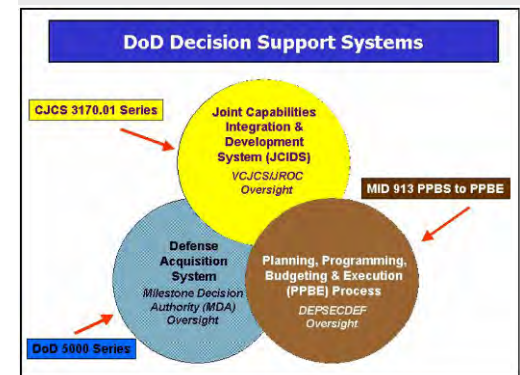 DoD Decision Support Systems
CJCS 3170.01 Series
Joint Capabilities
Integration &
Development
System (JCIDS)
VCJCS/JROC
Oversight
MID 913 PPBS to PPBE
Defense
Acquisition
System
Milestone Decision
Authority (MDA)
Oversight
Planning, Programming,
Budgeting & Execution
(PPBE) Process
DEPSECDEF
Oversight
DoD 5000 Series